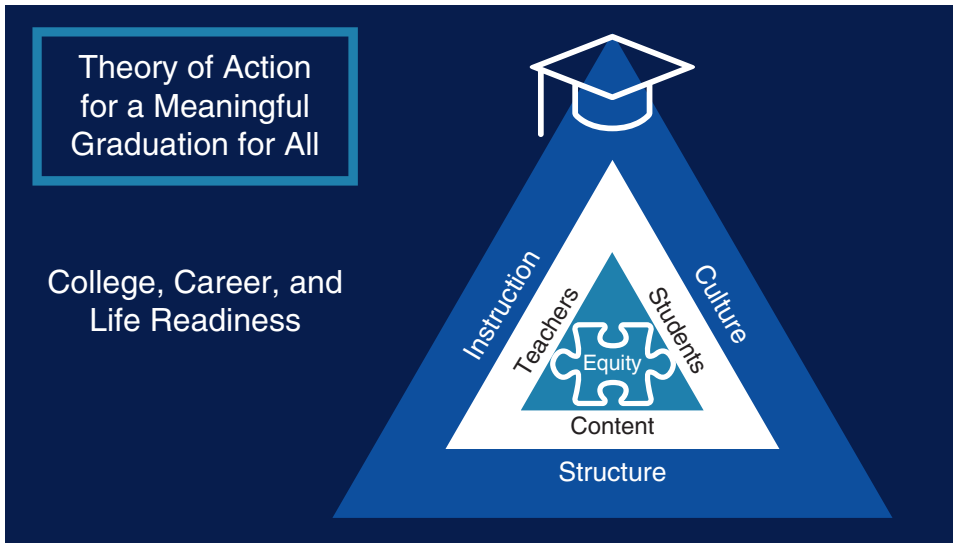 Theory of Action
for a Meaningful
Graduation for All
College, Career, and
Life Readiness
Instruction
Culture
Teachers
Students
Equity
Content
Structure